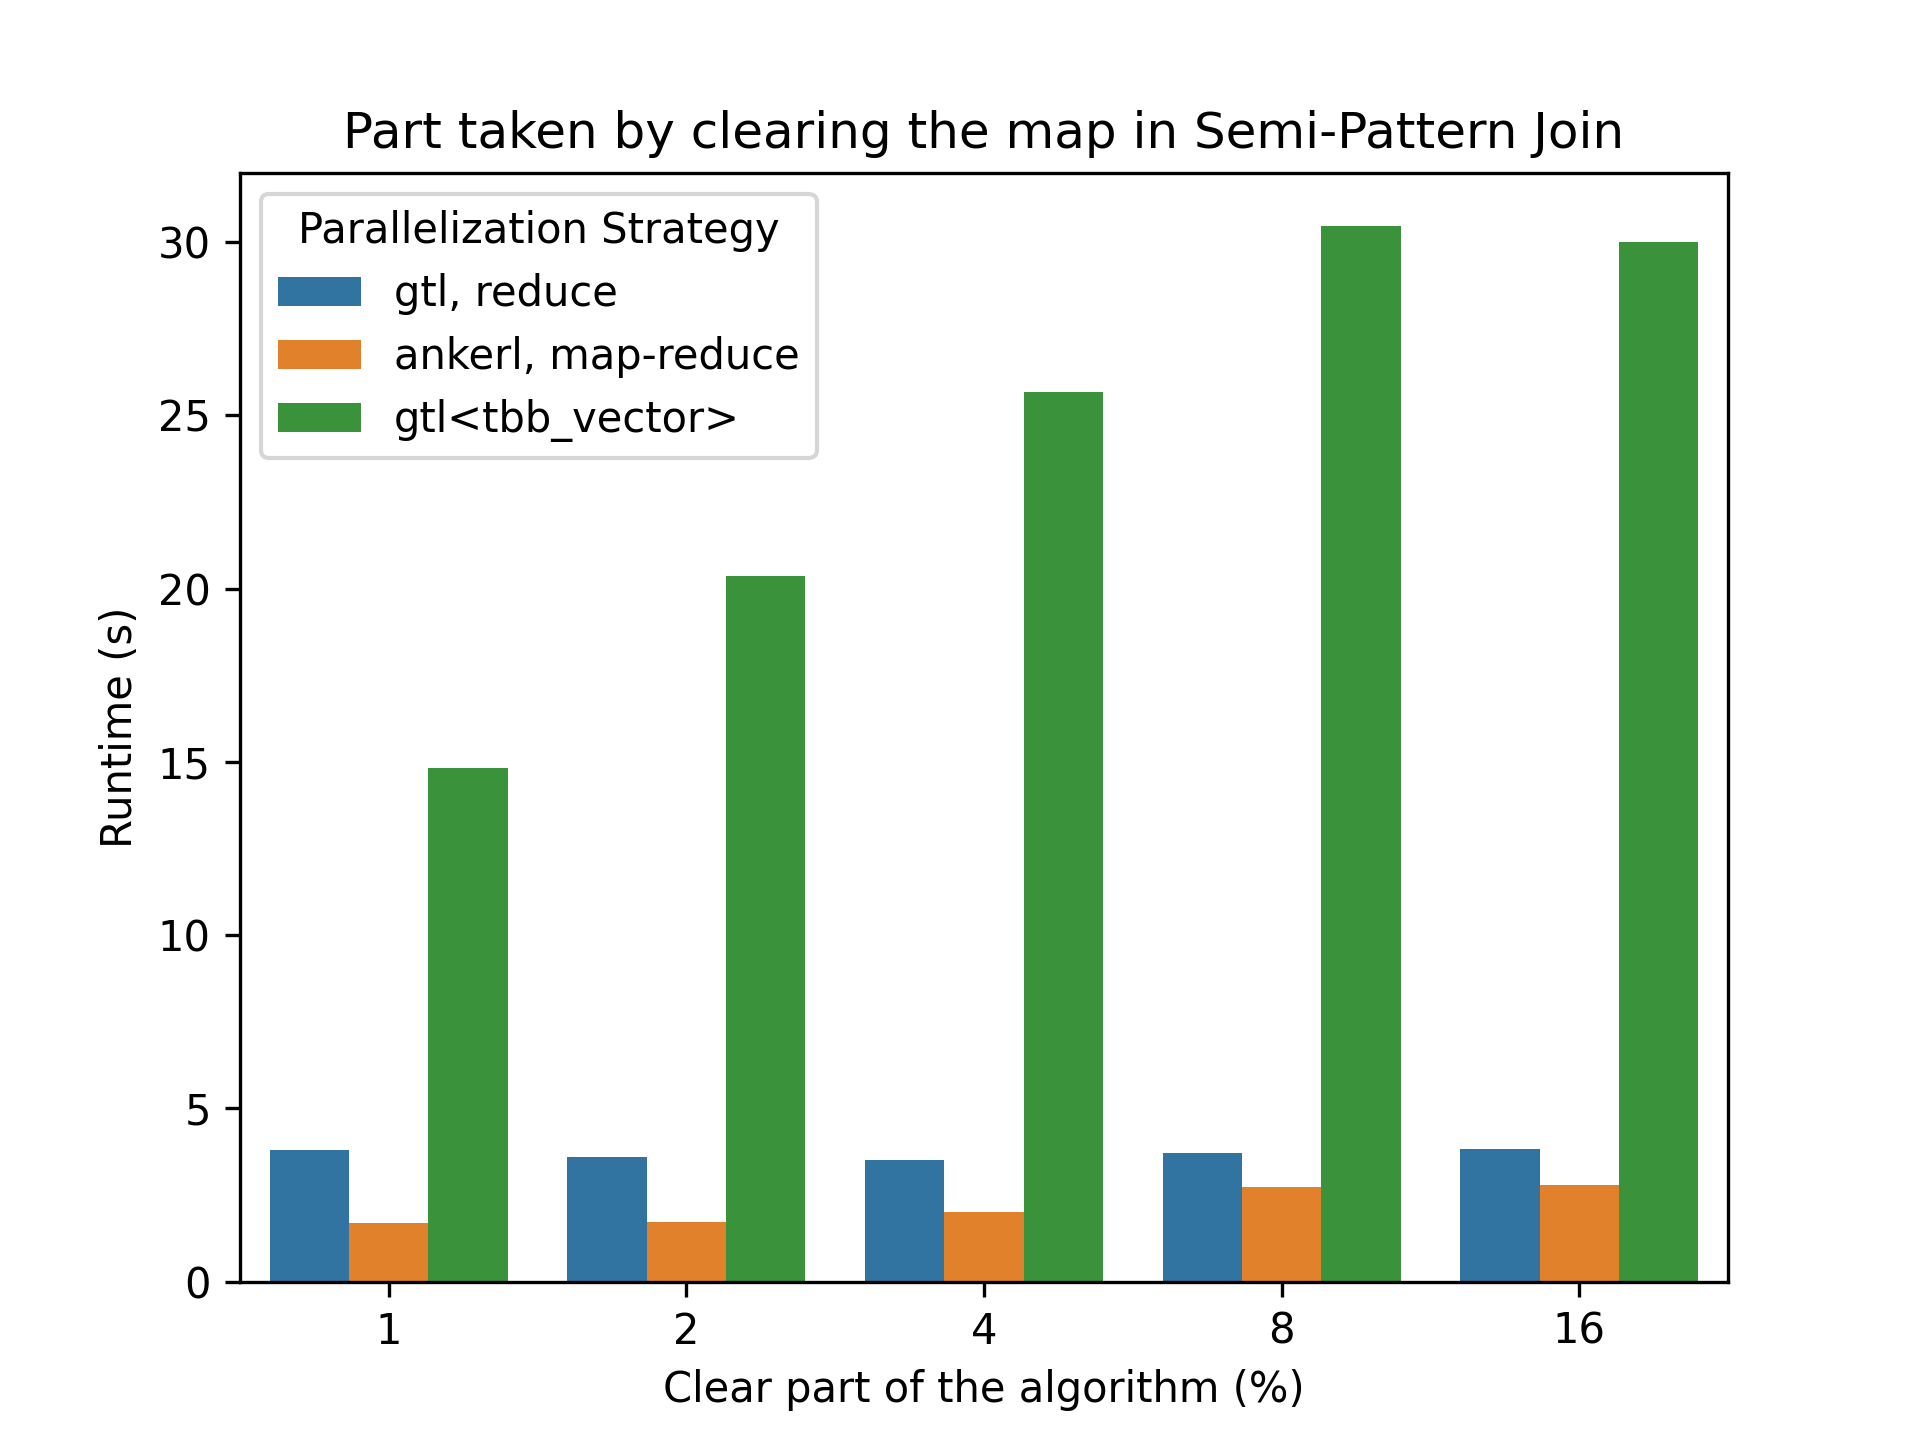 Part taken by clearing the map in Semi-Pattern Join
Parallelization Strategy
gtl, reduce
ankerl, map-reduce
gtl<tbb_vector>
30
25
20
15
10
5
0
Runtime (s)
1 2 4 8 16
Clear part of the algorithm (%)